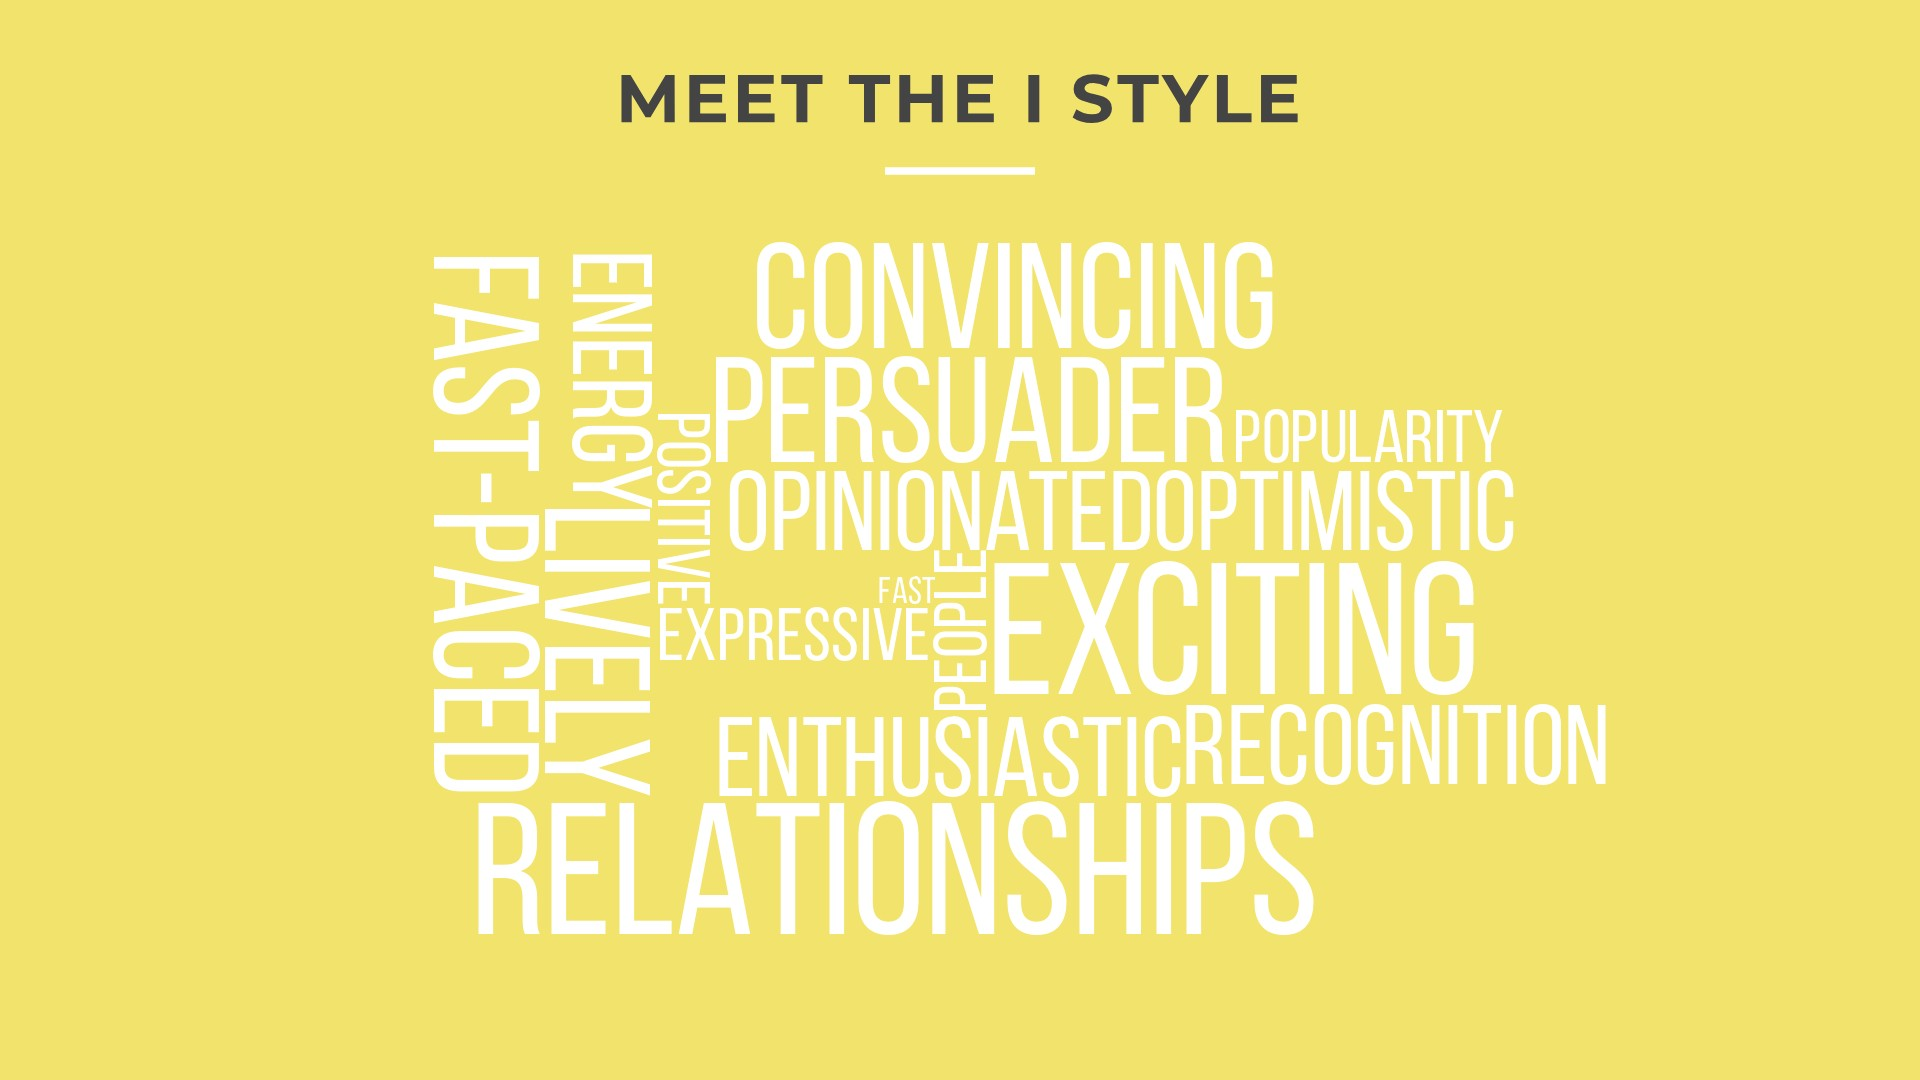 MEET THE I STYLE
FAST-PACED
ENERGY
LIVELY
POSITIVE
CONVINCING
PERSUADER
POPULARITY
OPINIONATED
OPTIMISTIC
FAST
EXPRESSIVE
PEOPLE
EXCITING
ENTHUSIASTIC
RECOGNITION
RELATIONSHIPS